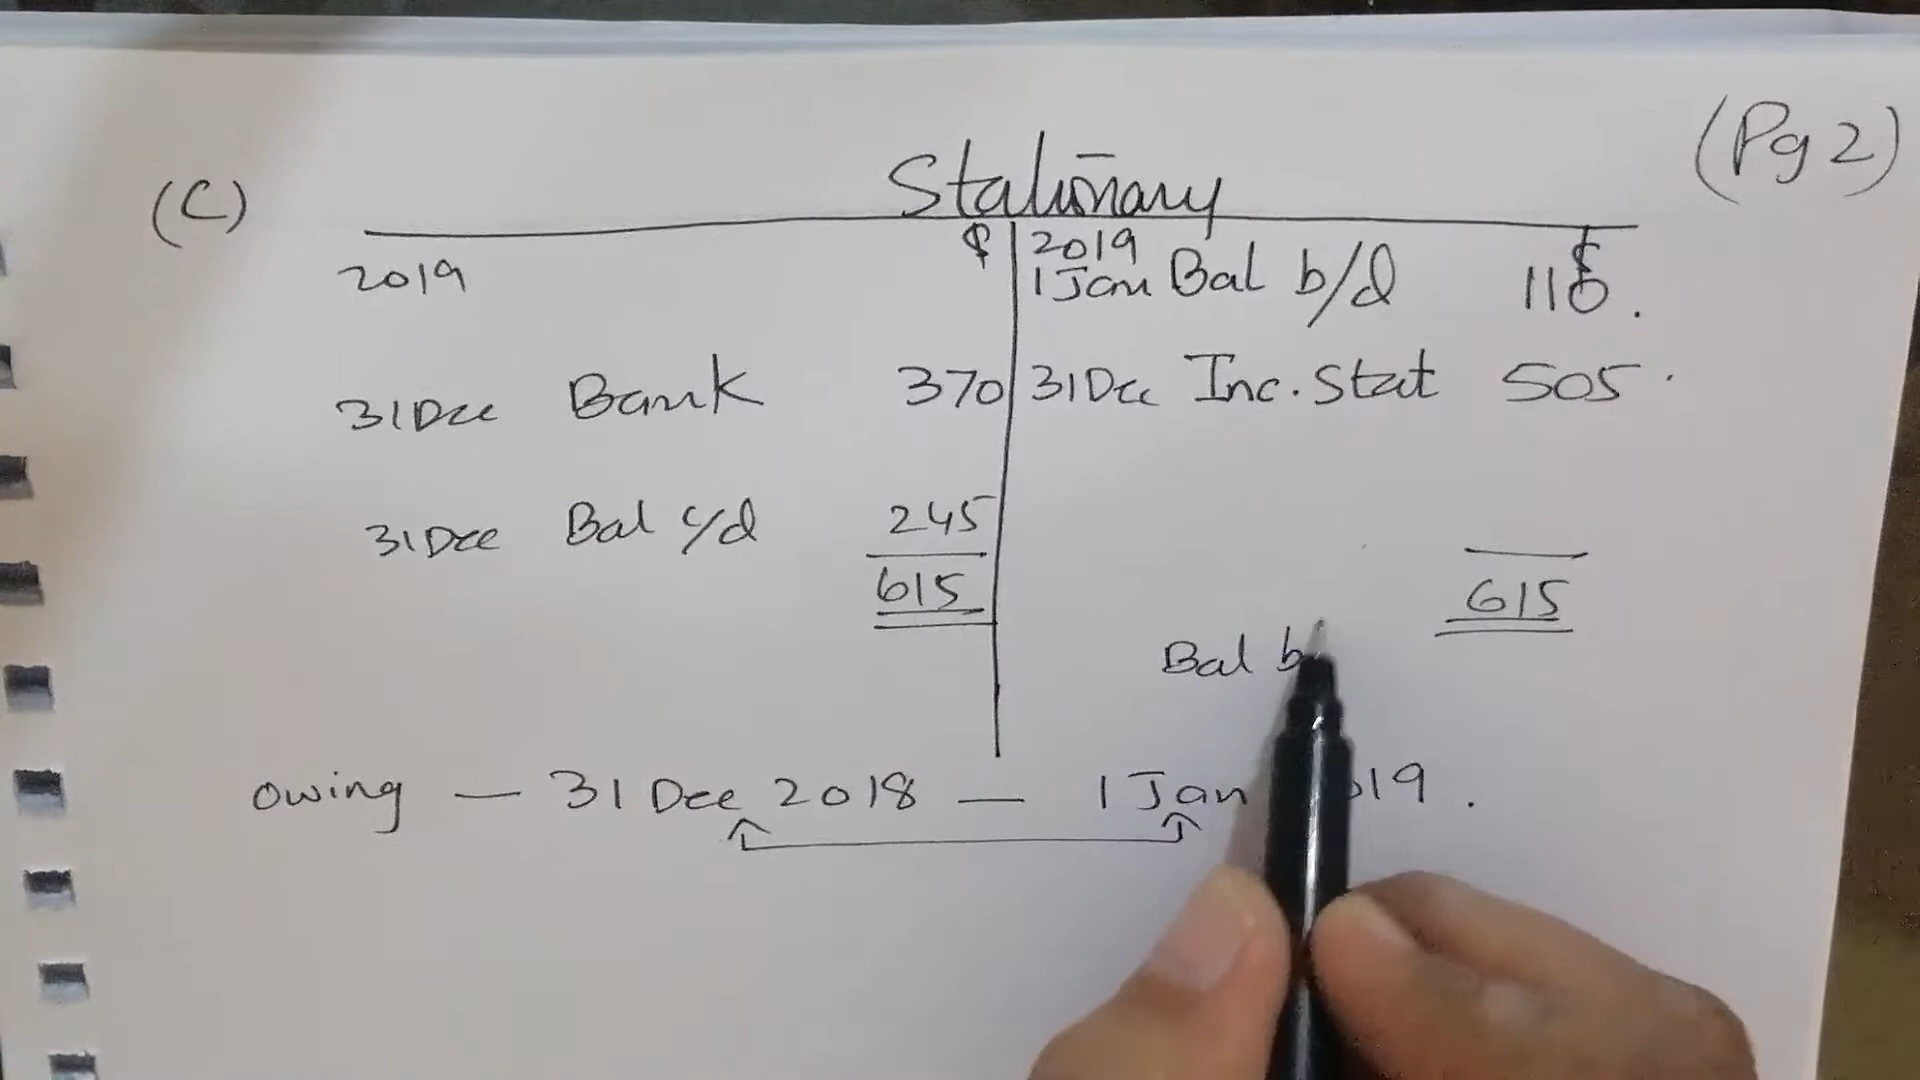 (Pg 2)
(C) Stationary
$ 2019 $
2019 1 Jan Bal b/d 110.
31 Dec Bank 370 31 Dec Inc. Stat 505.
31 Dec Bal c/d 245
615 615
Bal b
owing — 31 Dec 2018 — 1 Jan 19.